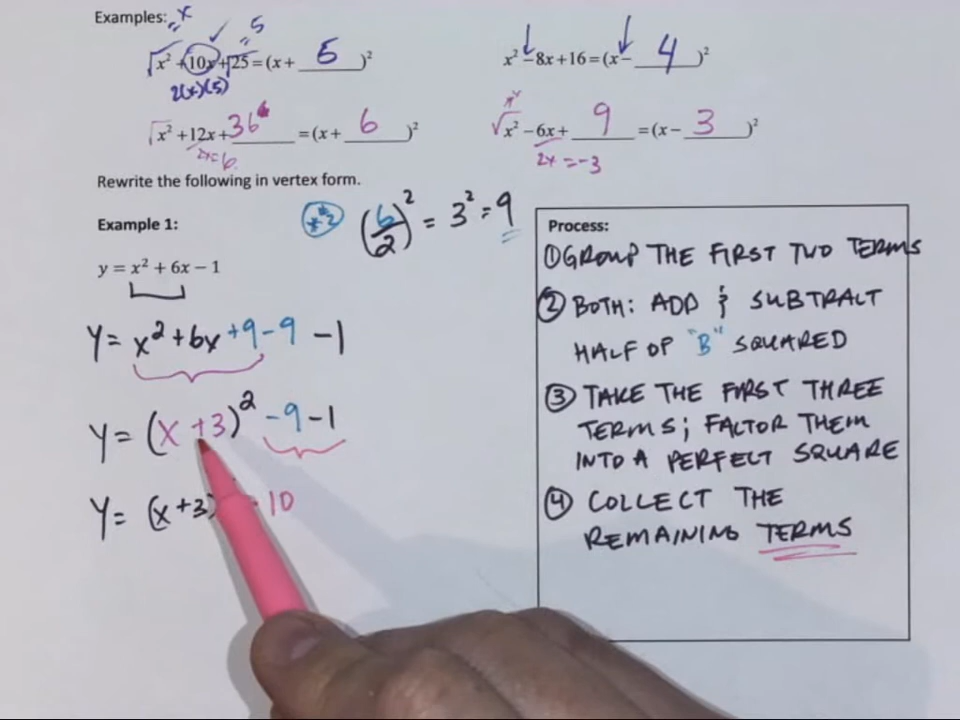 Examples: x
= 5
√x² + 10x + √25 = (x + 5)²
2(x)(5)
x² – 8x + 16 = (x – 4)²
√x² + 12x + 36 = (x + 6)²
√x² – 6x + 9 = (x – 3)²
2x = -3
Rewrite the following in vertex form.
Example 1:
(6/2)² = 3² = 9
y = x² + 6x – 1
Y = x² + 6x + 9 - 9 - 1
Y = (x + 3)² - 9 - 1
Y = (x + 3) 10
Process:
① GROUP THE FIRST TWO TERMS
② BOTH: ADD & SUBTRACT
HALF OF "B" SQUARED
③ TAKE THE FIRST THREE
TERMS; FACTOR THEM
INTO A PERFECT SQUARE
④ COLLECT THE
REMAINING TERMS